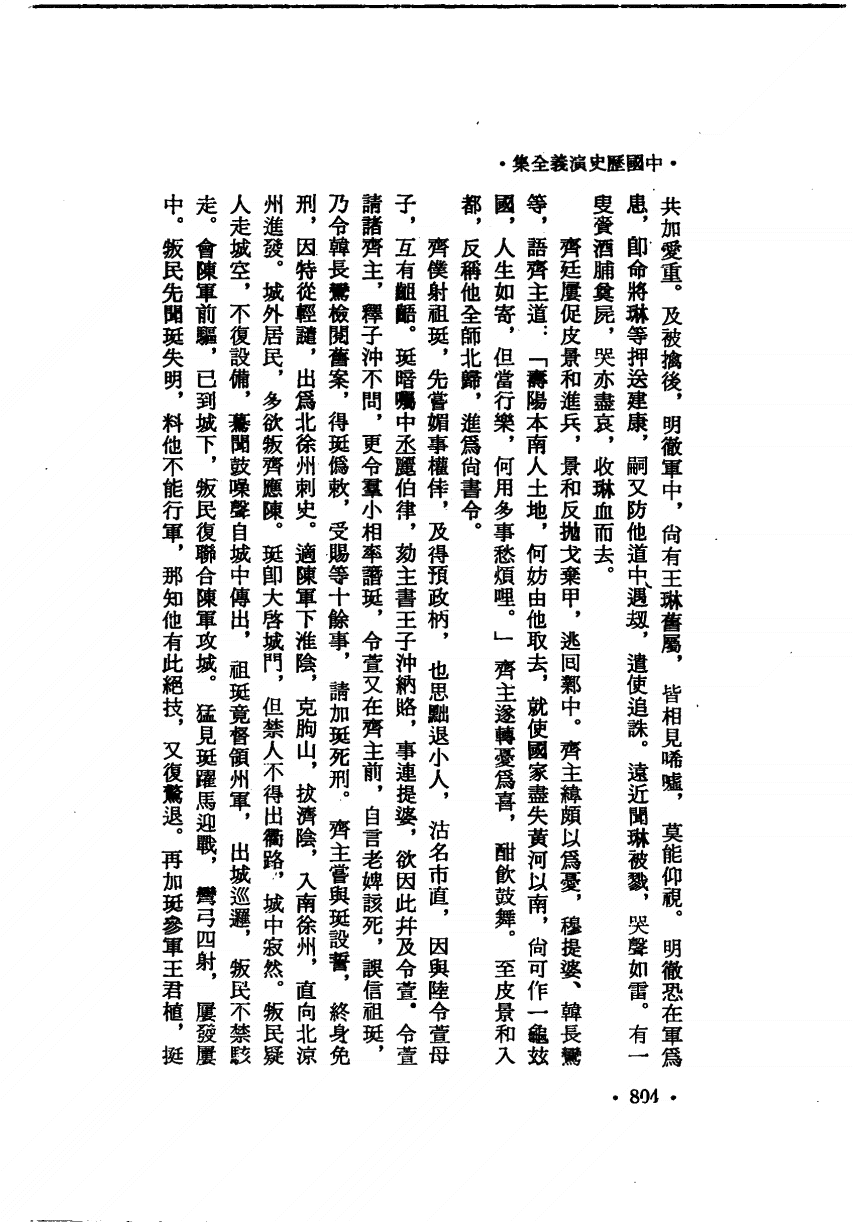 •中國歷史演義全集•
共加愛重。及被擒後，明徹軍中，尙有王琳舊屬，皆相見唏噓，莫能仰視。明徹恐在軍爲
患，卽命將琳等押送建康，嗣又防他道中遇刼，遣使追誅。遠近聞琳被戮，哭聲如雷。有一
叟賫酒脯奠屍，哭亦盡哀，收琳血而去。
齊廷屢促皮景和進兵，景和反拋戈棄甲，逃囘鄴中。齊主緯頗以爲憂，穆提婆、韓長鸞
等，語齊主道：「壽陽本南人土地，何妨由他取去，就使國家盡失黃河以南，尙可作一龜玆
國，人生如寄，但當行樂，何用多事愁煩哩。」齊主遂轉憂爲喜，酣飮鼓舞。至皮景和入
都，反稱他全師北歸，進爲尙書令。
齊僕射祖珽，先嘗媚事權倖，及得預政柄，也思黜退小人，沽名市直，因與陸令萱母
子，互有齟齬。珽暗囑中丞麗伯律，劾主書王子沖納賂，事連提婆，欲因此幷及令萱。令萱
請諸齊主，釋子沖不問，更令羣小相率譖珽，令萱又在齊主前，自言老婢該死，誤信祖珽，
乃令韓長鸞檢閱舊案，得珽僞敕，受賜等十餘事，請加珽死刑。齊主嘗與珽設誓，終身免
刑，因特從輕譴，出爲北徐州刺史。適陳軍下淮陰，克朐山，拔濟陰，入南徐州，直向北涼
州進發。城外居民，多欲叛齊應陳。珽卽大啓城門，但禁人不得出衢路，城中寂然。叛民疑
人走城空，不復設備，驀聞鼓噪聲自城中傳出，祖珽竟督領州軍，出城巡邏，叛民不禁駭
走。會陳軍前驅，已到城下，叛民復聯合陳軍攻城。猛見珽躍馬迎戰，彎弓四射，屢發屢
中。叛民先聞珽失明，料他不能行軍，那知他有此絕技，又復驚退。再加珽參軍王君植，挺
•804•